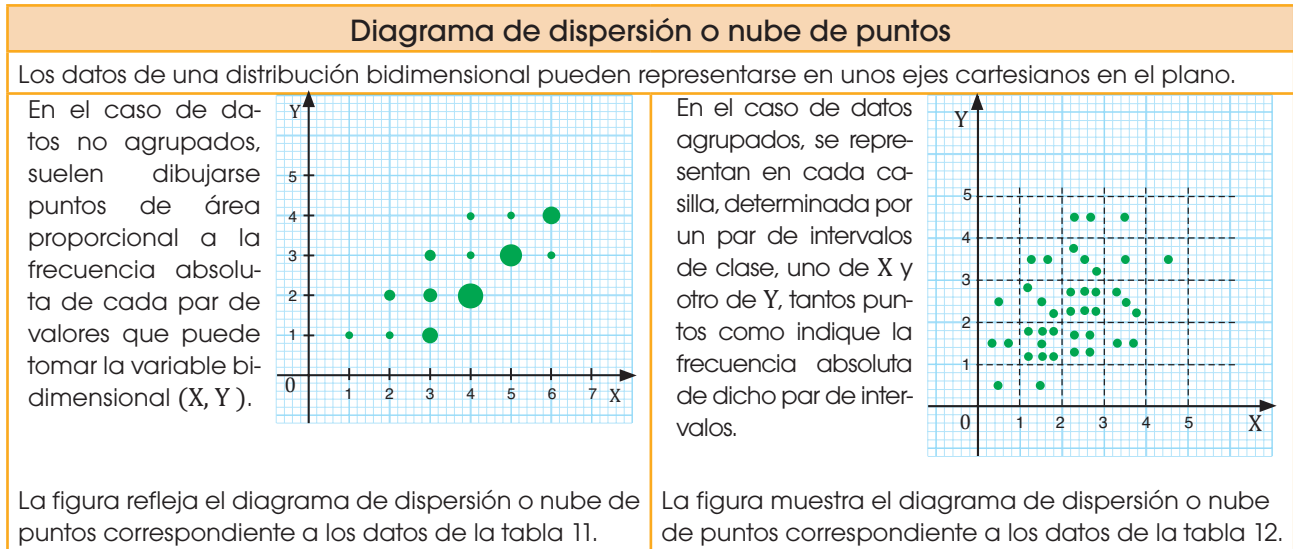 Diagrama de dispersión o nube de puntos
Los datos de una distribución bidimensional pueden representarse en unos ejes cartesianos en el plano.
En el caso de da-
tos no agrupados,
suelen dibujarse
puntos de área
proporcional a la
frecuencia absolu-
ta de cada par de
valores que puede
tomar la variable bi-
dimensional (X, Y ).
Y
5
4
3
2
1
0
1 2 3 4 5 6 7 X
La figura refleja el diagrama de dispersión o nube de
puntos correspondiente a los datos de la tabla 11.
En el caso de datos
agrupados, se repre-
sentan en cada ca-
silla, determinada por
un par de intervalos
de clase, uno de X y
otro de Y, tantos pun-
tos como indique la
frecuencia absoluta
de dicho par de inter-
valos.
Y
5
4
3
2
1
0 1 2 3 4 5 X
La figura muestra el diagrama de dispersión o nube
de puntos correspondiente a los datos de la tabla 12.